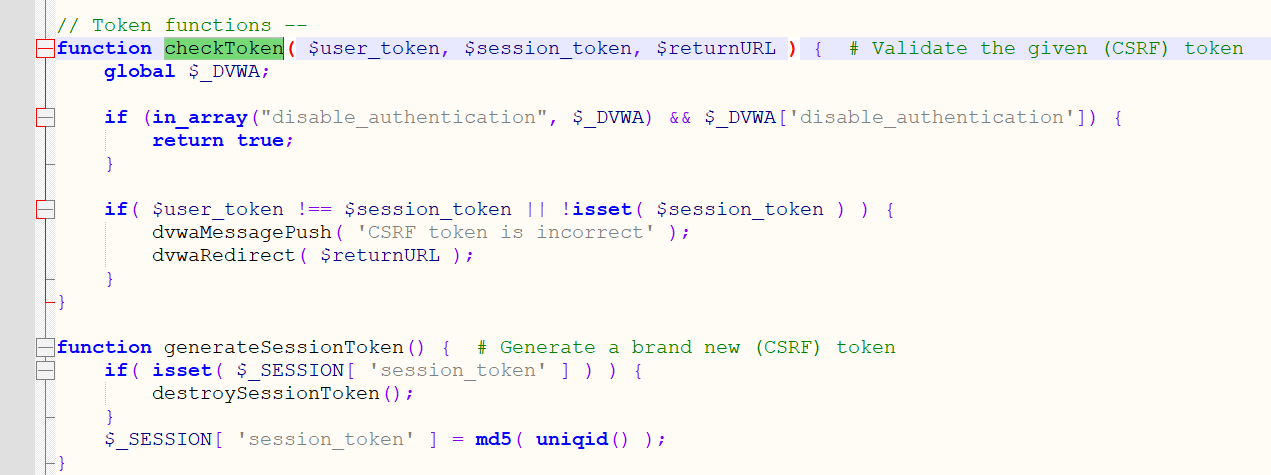 // Token functions --
function checkToken( $user_token, $session_token, $returnURL ) {  # Validate the given (CSRF) token
    global $_DVWA;

    if (in_array("disable_authentication", $_DVWA) && $_DVWA['disable_authentication']) {
        return true;
    }

    if( $user_token !== $session_token || !isset( $session_token ) ) {
        dvwaMessagePush( 'CSRF token is incorrect' );
        dvwaRedirect( $returnURL );
    }
}

function generateSessionToken() {  # Generate a brand new (CSRF) token
    if( isset( $_SESSION[ 'session_token' ] ) ) {
        destroySessionToken();
    }
    $_SESSION[ 'session_token' ] = md5( uniqid() );
}